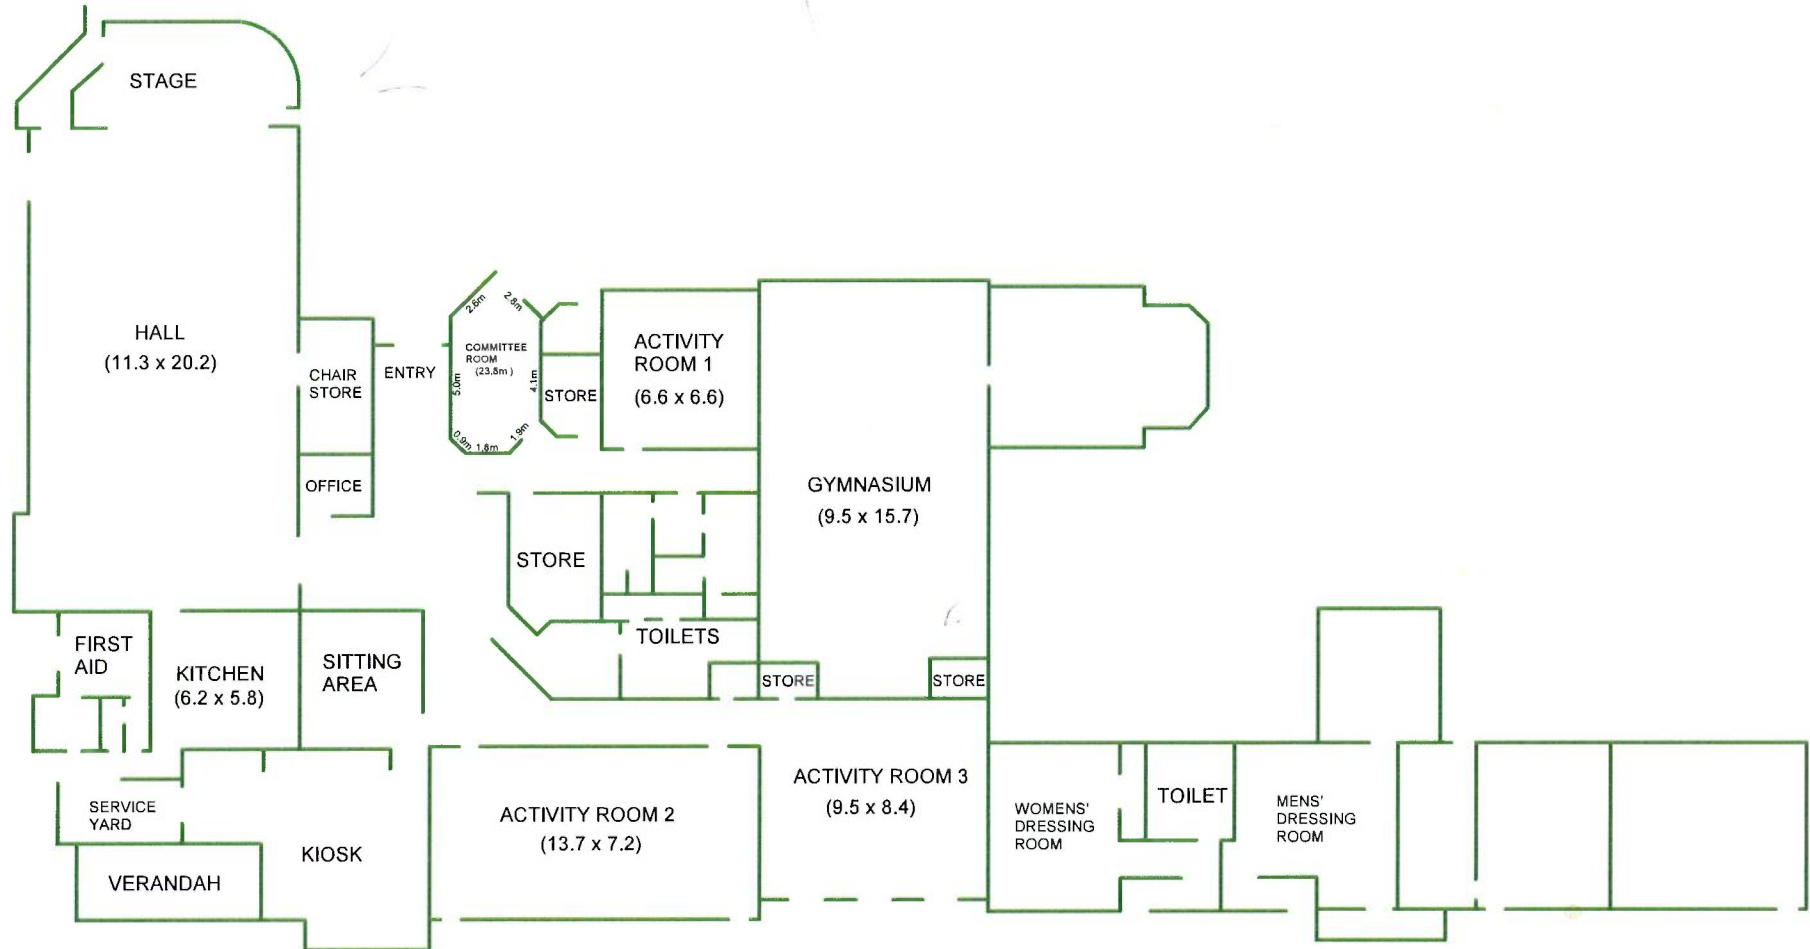 STAGE
HALL
(11.3 x 20.2)
CHAIR
STORE
ENTRY
OFFICE
2.6m
2.8m
COMMITTEE
ROOM
(23.8m )
5.0m
4.1m
0.9m
1.8m
1.9m
STORE
ACTIVITY
ROOM 1
(6.6 x 6.6)
GYMNASIUM
(9.5 x 15.7)
STORE
TOILETS
STORE
STORE
FIRST
AID
KITCHEN
(6.2 x 5.8)
SITTING
AREA
SERVICE
YARD
VERANDAH
KIOSK
ACTIVITY ROOM 2
(13.7 x 7.2)
ACTIVITY ROOM 3
(9.5 x 8.4)
WOMENS'
DRESSING
ROOM
TOILET
MENS'
DRESSING
ROOM